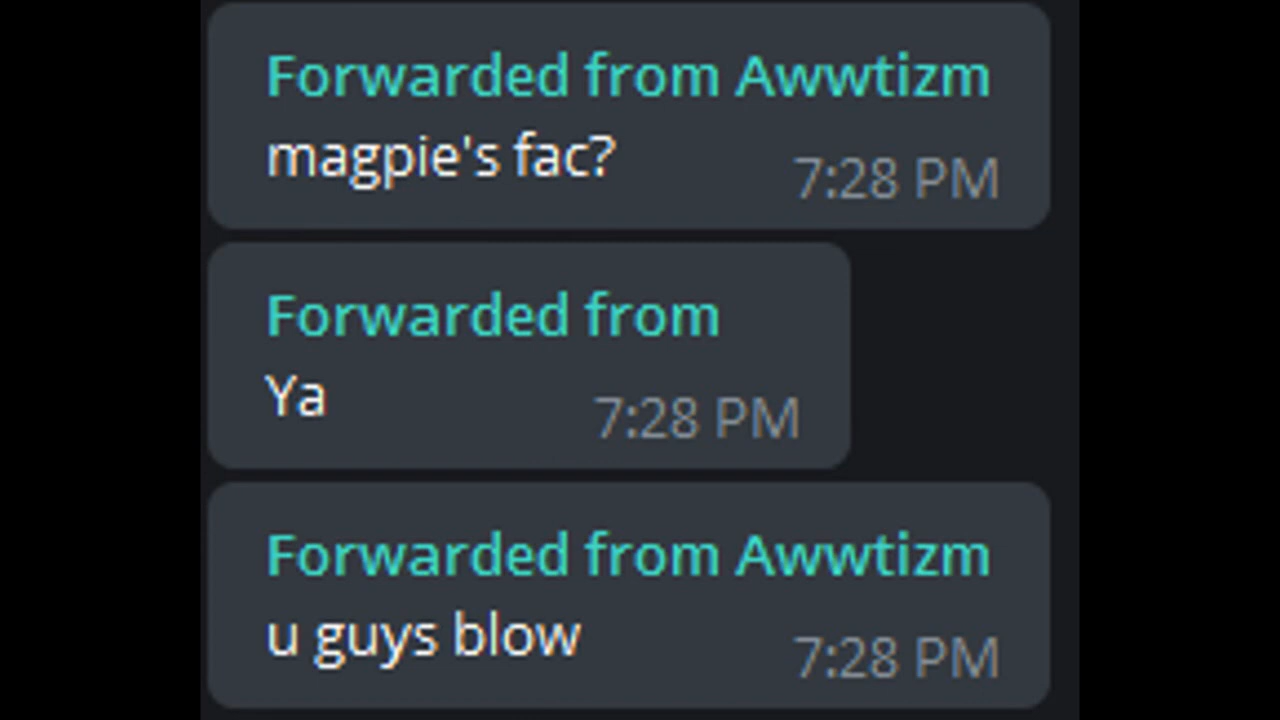 Forwarded from Awwtizm
magpie's fac?
7:28 PM
Forwarded from
Ya
7:28 PM
Forwarded from Awwtizm
u guys blow
7:28 PM